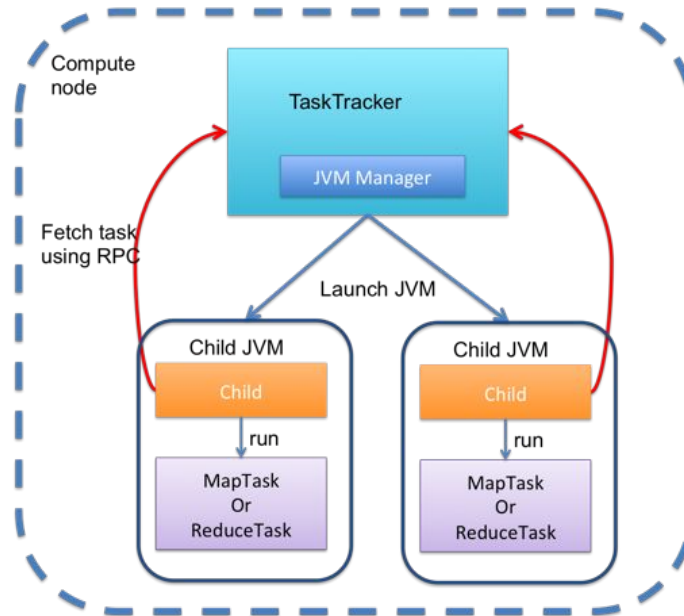 Compute
node
TaskTracker
JVM Manager
Fetch task
using RPC
Launch JVM
Child JVM
Child
run
MapTask
Or
ReduceTask
Child JVM
Child
run
MapTask
Or
ReduceTask